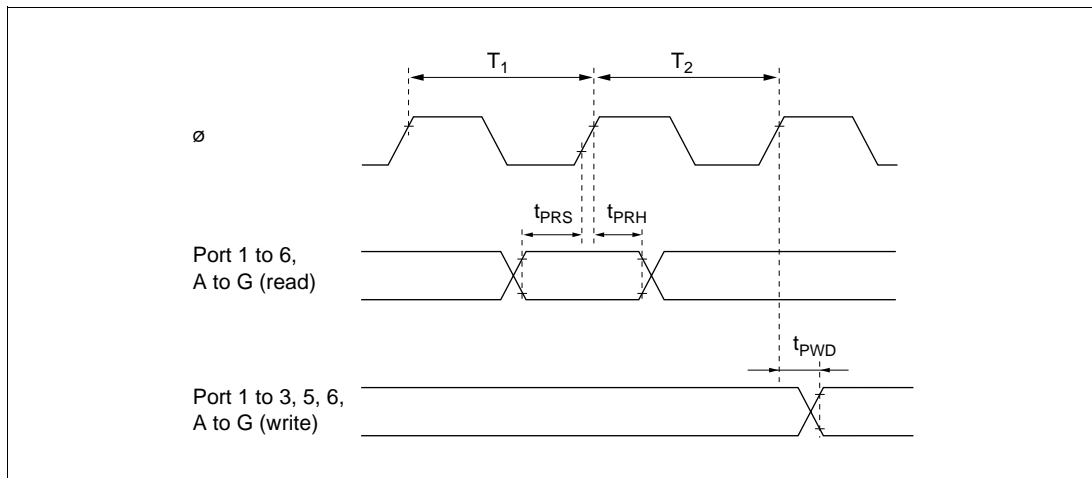 T1 T2
ø
tPRS tPRH
Port 1 to 6,
A to G (read)
tPWD
Port 1 to 3, 5, 6,
A to G (write)